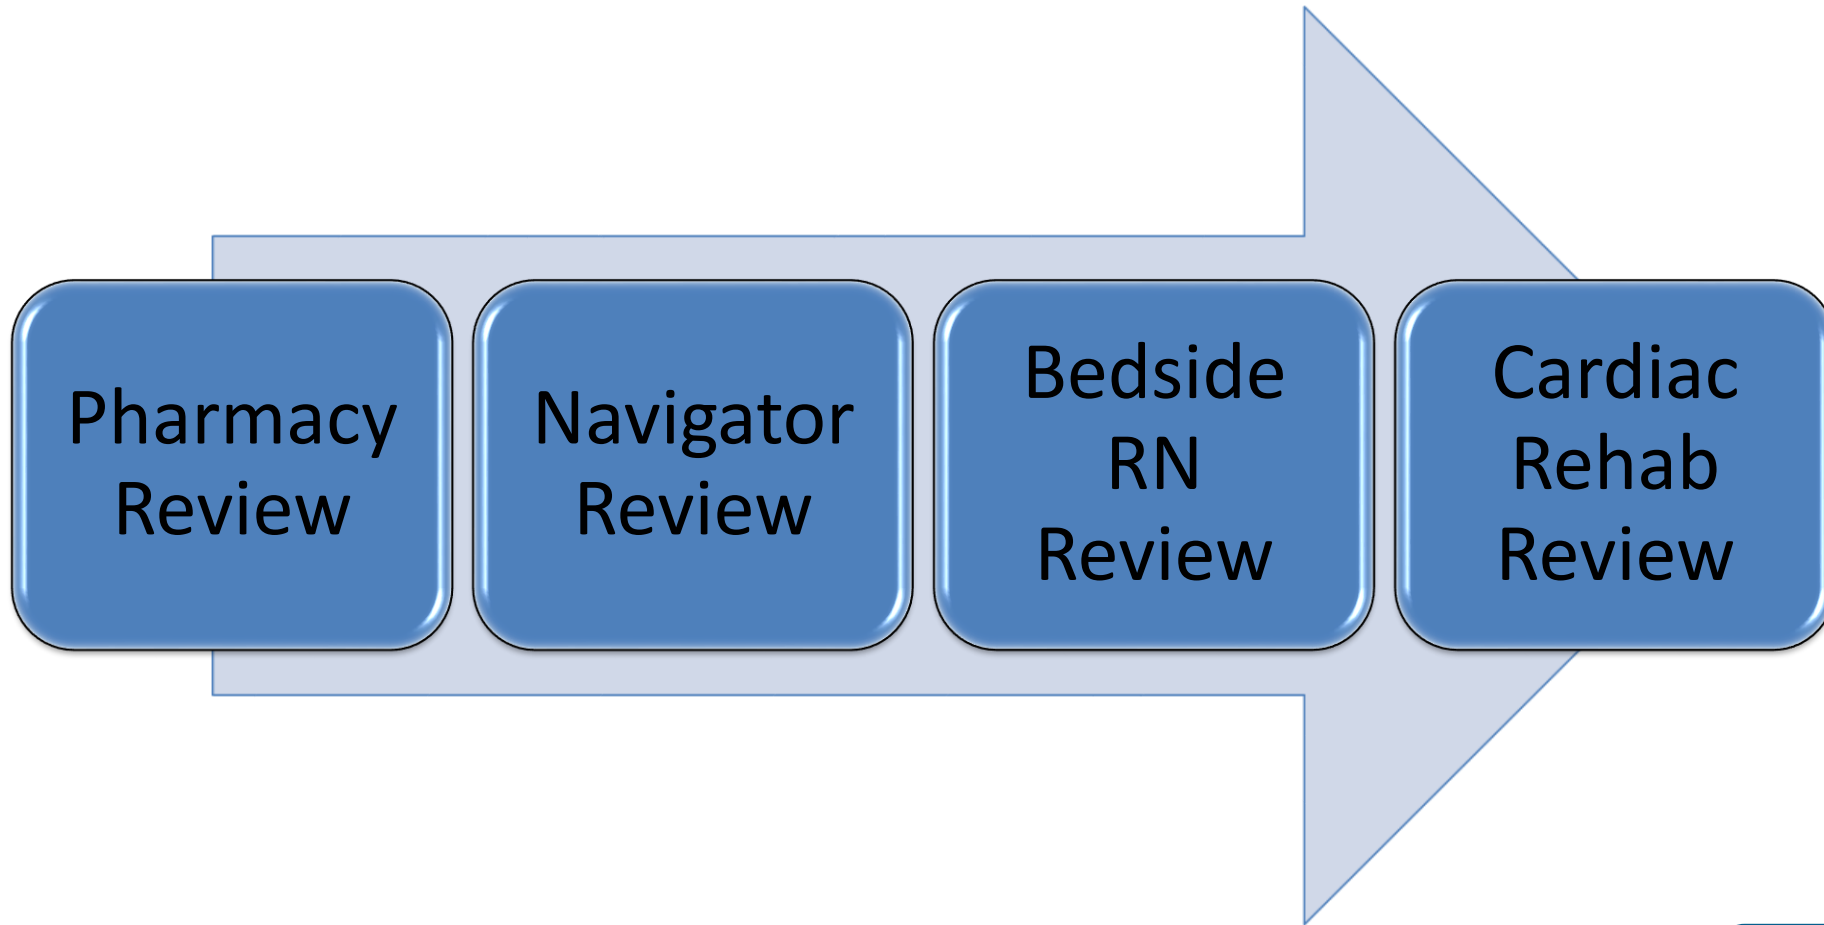 Pharmacy
Review
Navigator
Review
Bedside
RN
Review
Cardiac
Rehab
Review